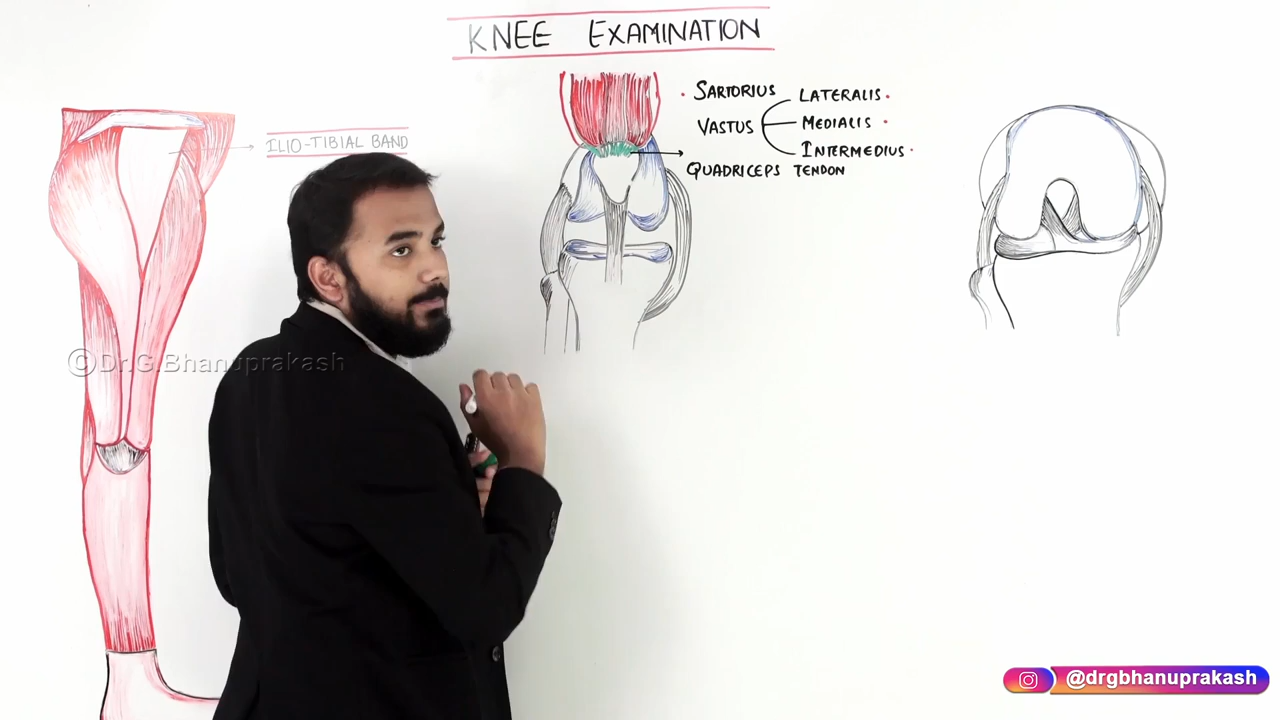 KNEE EXAMINATION
SARTORIUS
VASTUS
LATERALIS
MEDIALIS
INTERMEDIUS
QUADRICEPS TENDON
ILIO-TIBIAL BAND
©Dr.G.Bhanuprakash
@drgbhanuprakash